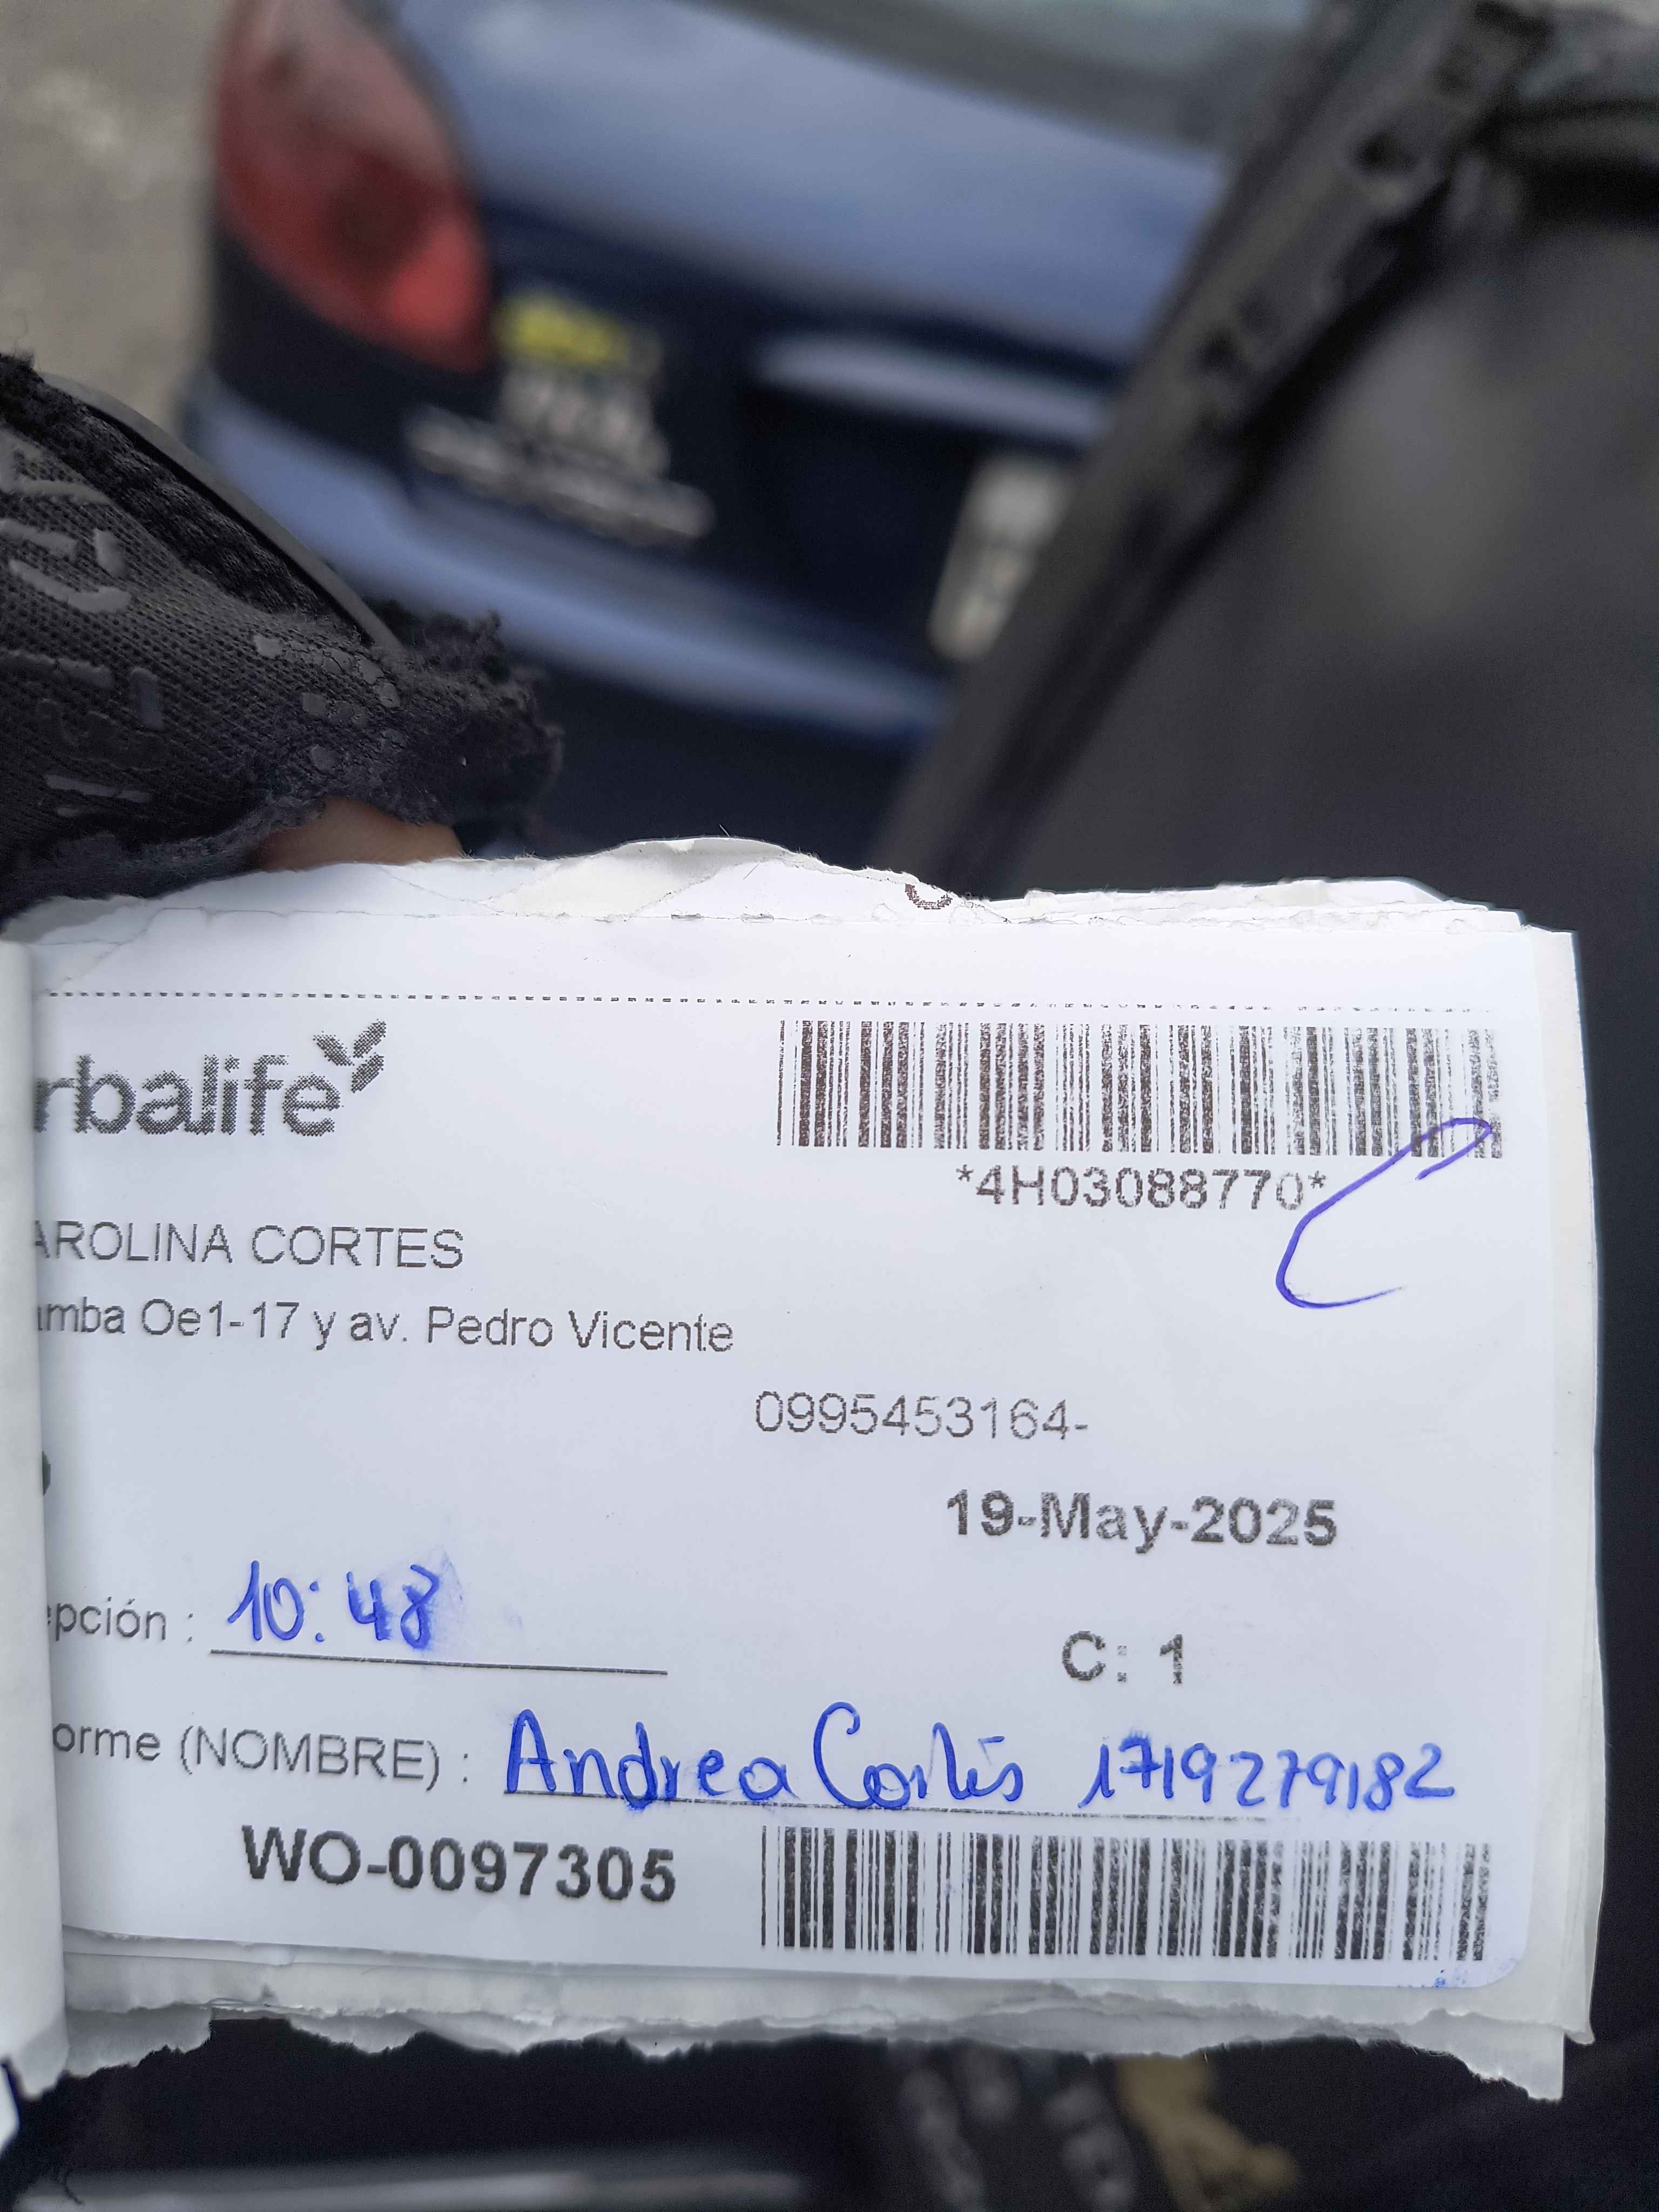 rbalife
*4H03088770*
C
AROLINA CORTES
amba Oe1-17 y av. Pedro Vicente
0995453164-
19-May-2025
epción : 10:48
C: 1
orme (NOMBRE) : Andrea Cortés 1719279182
WO-0097305